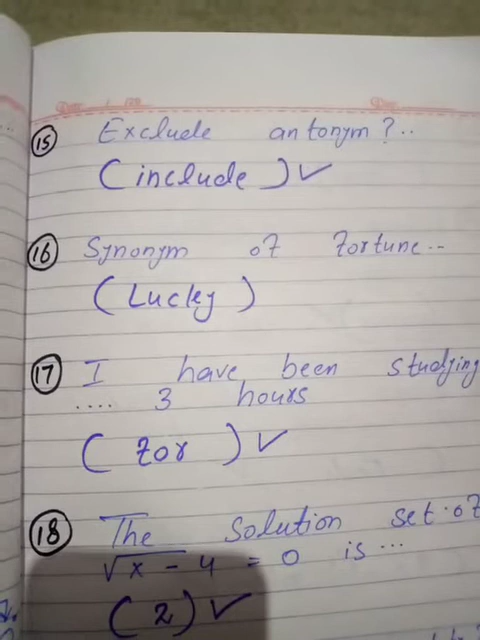 15 Exclude antonym?..
(include) ✓
16 Synonym of Fortune..
(Lucky)
17 I have been studying
.... 3 hours
(for) ✓
18 The solution set of
√x - 4 = 0 is ...
(2) ✓